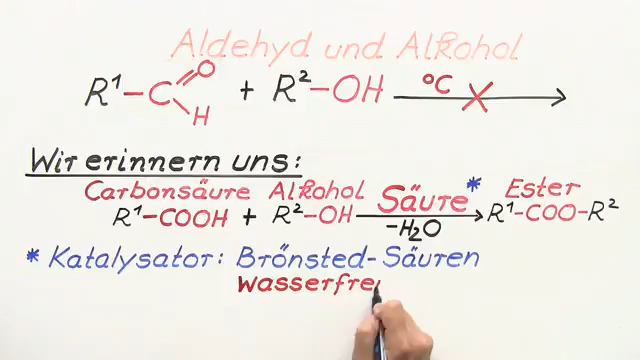 Aldehyd und Alkohol
R¹–C O H + R²–OH °C
Wir erinnern uns:
Carbonsäure Alkohol Säure * Ester
R¹–COOH + R²–OH –H₂O R¹–COO–R²
* Katalysator: Brönsted-Säuren
wasserfre